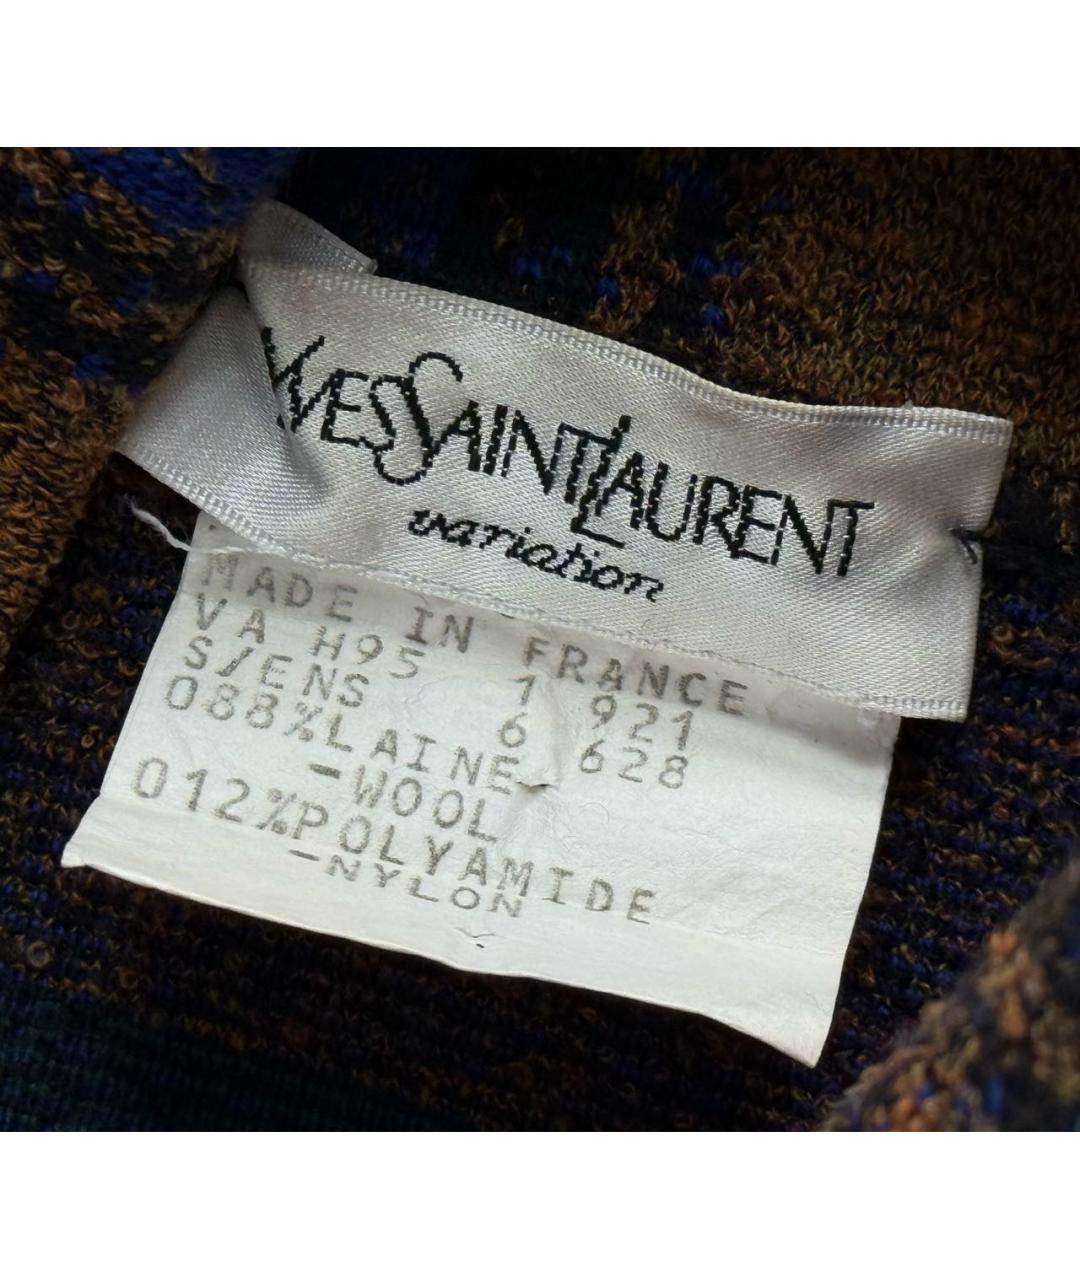 YVESSAINTLAURENT
variation
MADE IN FRANCE
VA H95 1 921
S/ENS 6 628
088%LAINE
-WOOL
012%POLYAMIDE
-NYLON